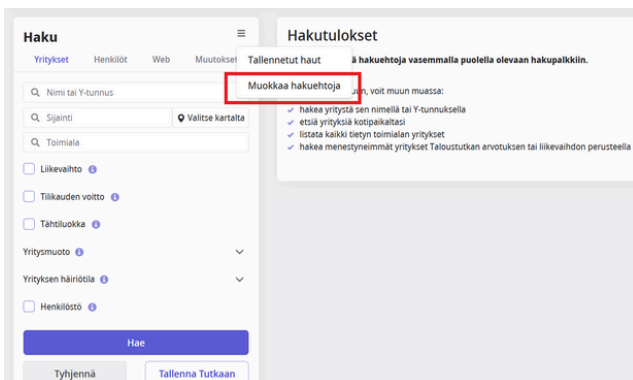 Haku
Yritykset Henkilöt Web Muutokset
Nimi tai Y-tunnus
Sijainti Valitse kartalta
Toimiala
Liikevaihto
Tilikauden voitto
Tähtiluokka
Yritysmuoto
Yrityksen häiriötila
Henkilöstö
Hae
Tyhjennä Tallenna Tutkaan
Tallennetut haut
Muokkaa hakuehtoja
Hakutulokset
hakuehtoja vasemmalla puolella olevaan hakupalkkiin.
voit muun muassa:
hakea yritystä sen nimellä tai Y-tunnuksella
etsiä yrityksiä kotipaikaltasi
listata kaikki tietyn toimialan yritykset
hakea menestyneimmät yritykset Taloustutkan arvotuksen tai liikevaihdon perusteella